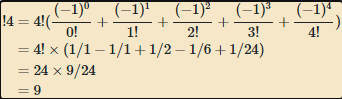 !4 = 4!((−1)^0/0! + (−1)^1/1! + (−1)^2/2! + (−1)^3/3! + (−1)^4/4!)
= 4! × (1/1 − 1/1 + 1/2 − 1/6 + 1/24)
= 24 × 9/24
= 9